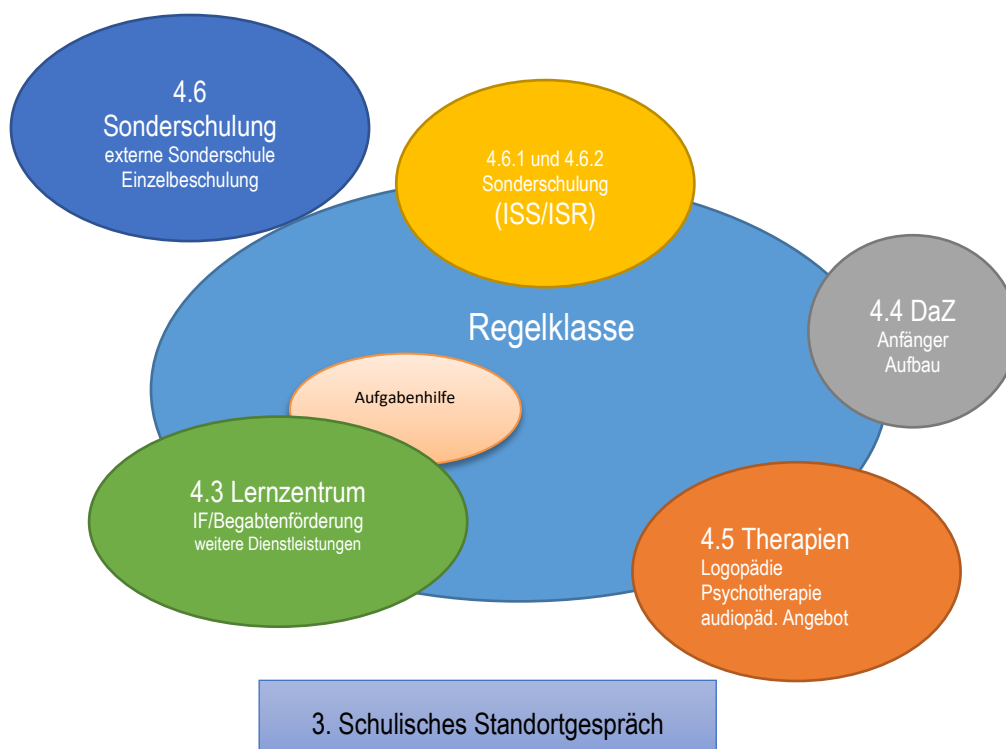 4.6
Sonderschulung
externe Sonderschule
Einzelbeschulung
4.6.1 und 4.6.2
Sonderschulung
(ISS/ISR)
4.4 DaZ
Anfänger
Aufbau
Regelklasse
Aufgabenhilfe
4.3 Lernzentrum
IF/Begabtenförderung
weitere Dienstleistungen
4.5 Therapien
Logopädie
Psychotherapie
audiopäd. Angebot
3. Schulisches Standortgespräch